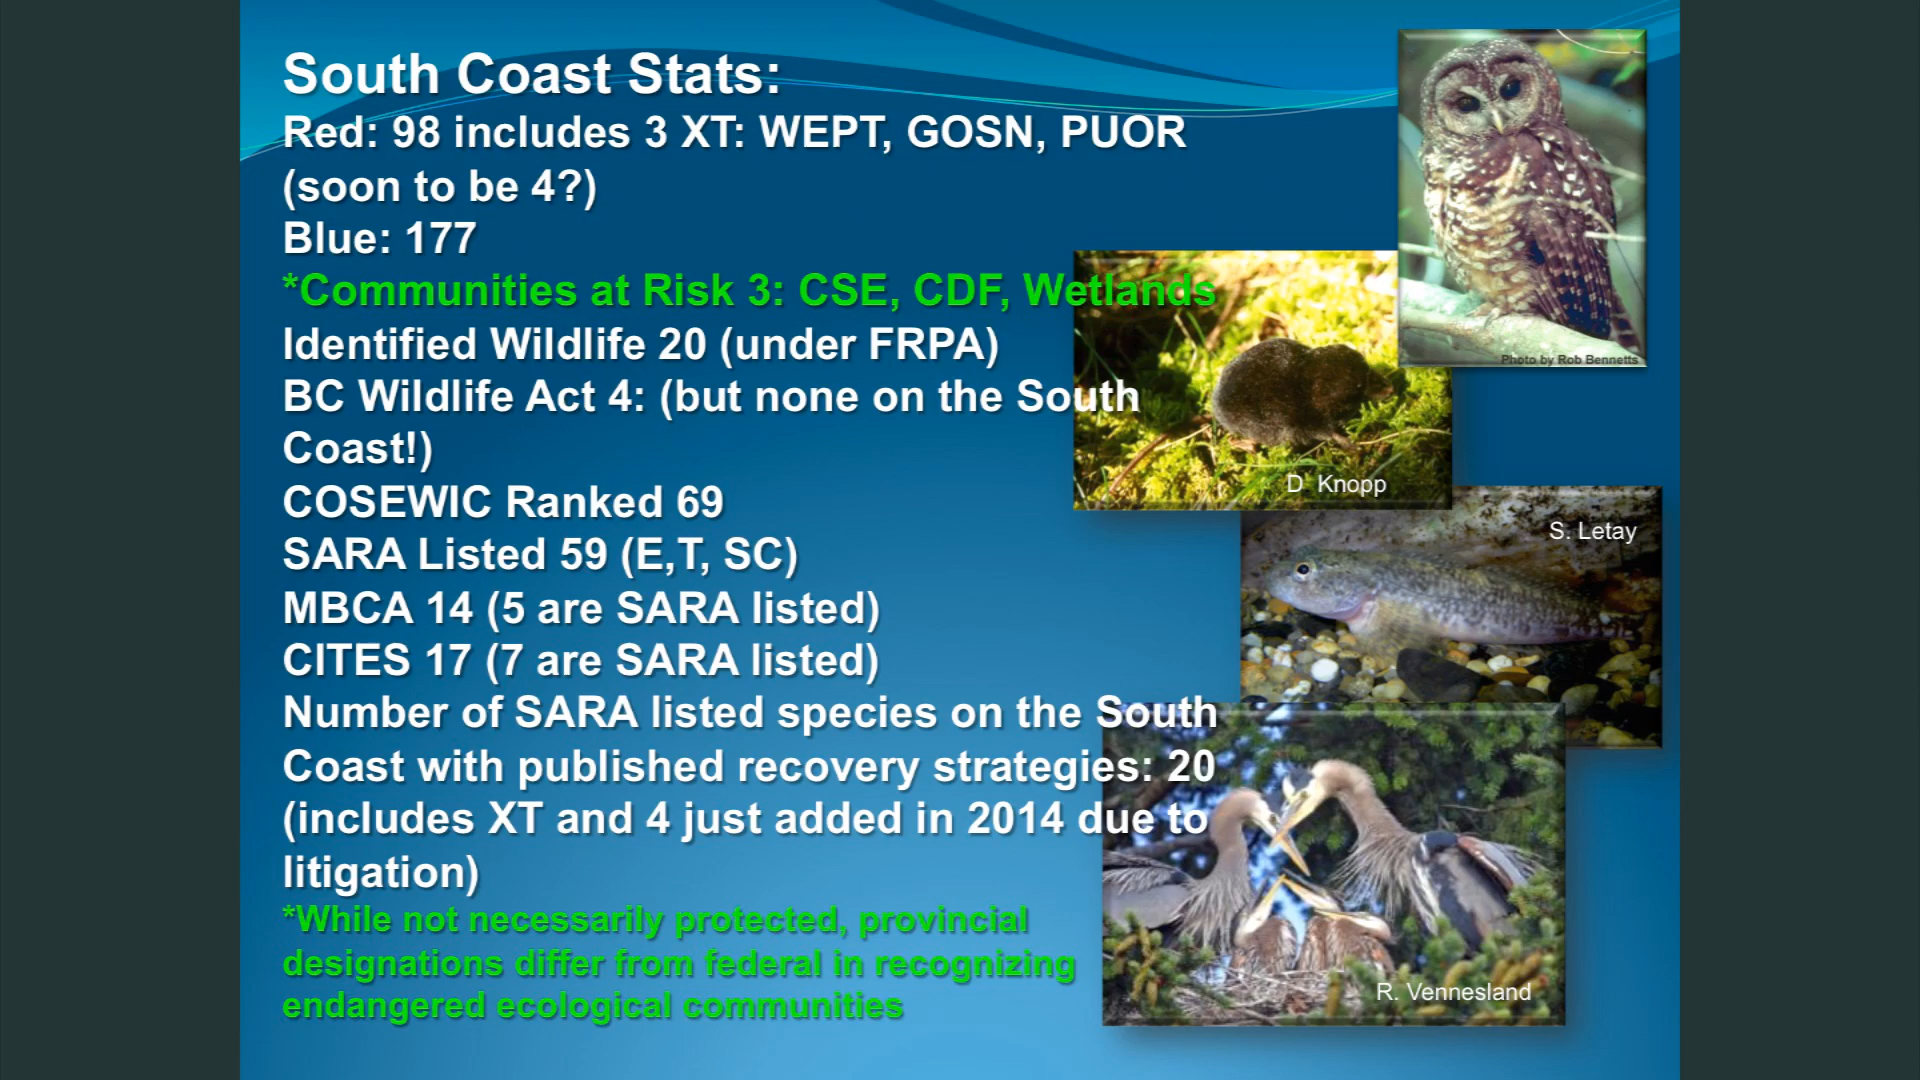 South Coast Stats:
Red: 98 includes 3 XT: WEPT, GOSN, PUOR
(soon to be 4?)
Blue: 177
*Communities at Risk 3: CSE, CDF, Wetlands
Identified Wildlife 20 (under FRPA)
BC Wildlife Act 4: (but none on the South
Coast!)
COSEWIC Ranked 69
SARA Listed 59 (E,T, SC)
MBCA 14 (5 are SARA listed)
CITES 17 (7 are SARA listed)
Number of SARA listed species on the South
Coast with published recovery strategies: 20
(includes XT and 4 just added in 2014 due to
litigation)
*While not necessarily protected, provincial
designations differ from federal in recognizing
endangered ecological communities
Photo by Rob Bennetts
D Knopp
S. Letay
R. Vennesland